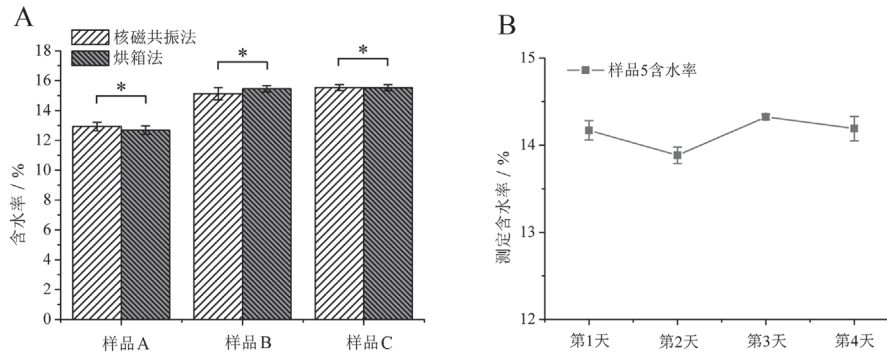 A
核磁共振法
烘箱法
*
*
*
18
16
14
12
10
8
6
4
2
0
含水率 / %
样品A
样品B
样品C
B
样品5含水率
15
14
13
12
测定含水率 / %
第1天
第2天
第3天
第4天